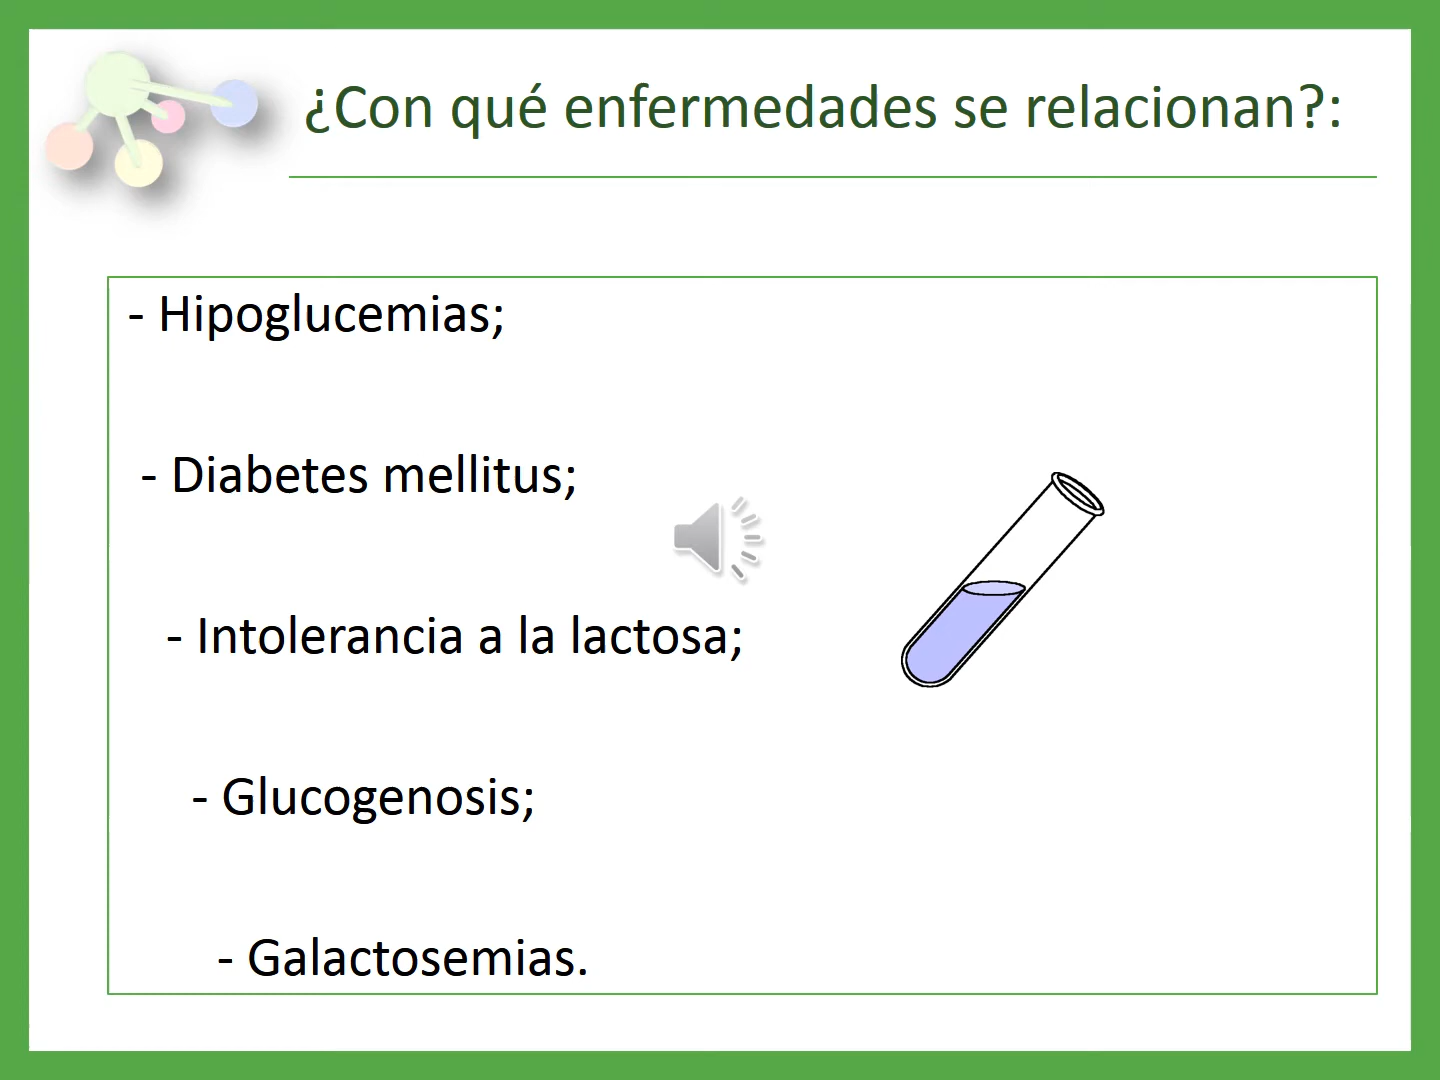 ¿Con qué enfermedades se relacionan?:
- Hipoglucemias;
- Diabetes mellitus;
- Intolerancia a la lactosa;
- Glucogenosis;
- Galactosemias.